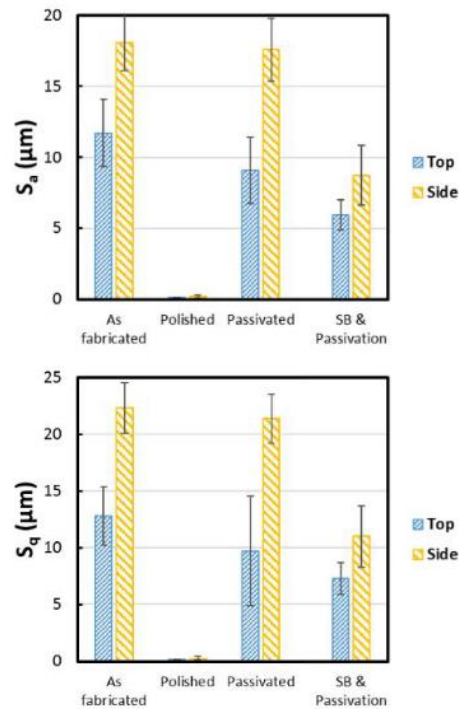 20
15
10
5
0
Sa (μm)
As fabricated
Polished
Passivated
SB & Passivation
Top
Side
25
20
15
10
5
0
Sq (μm)
As fabricated
Polished
Passivated
SB & Passivation
Top
Side